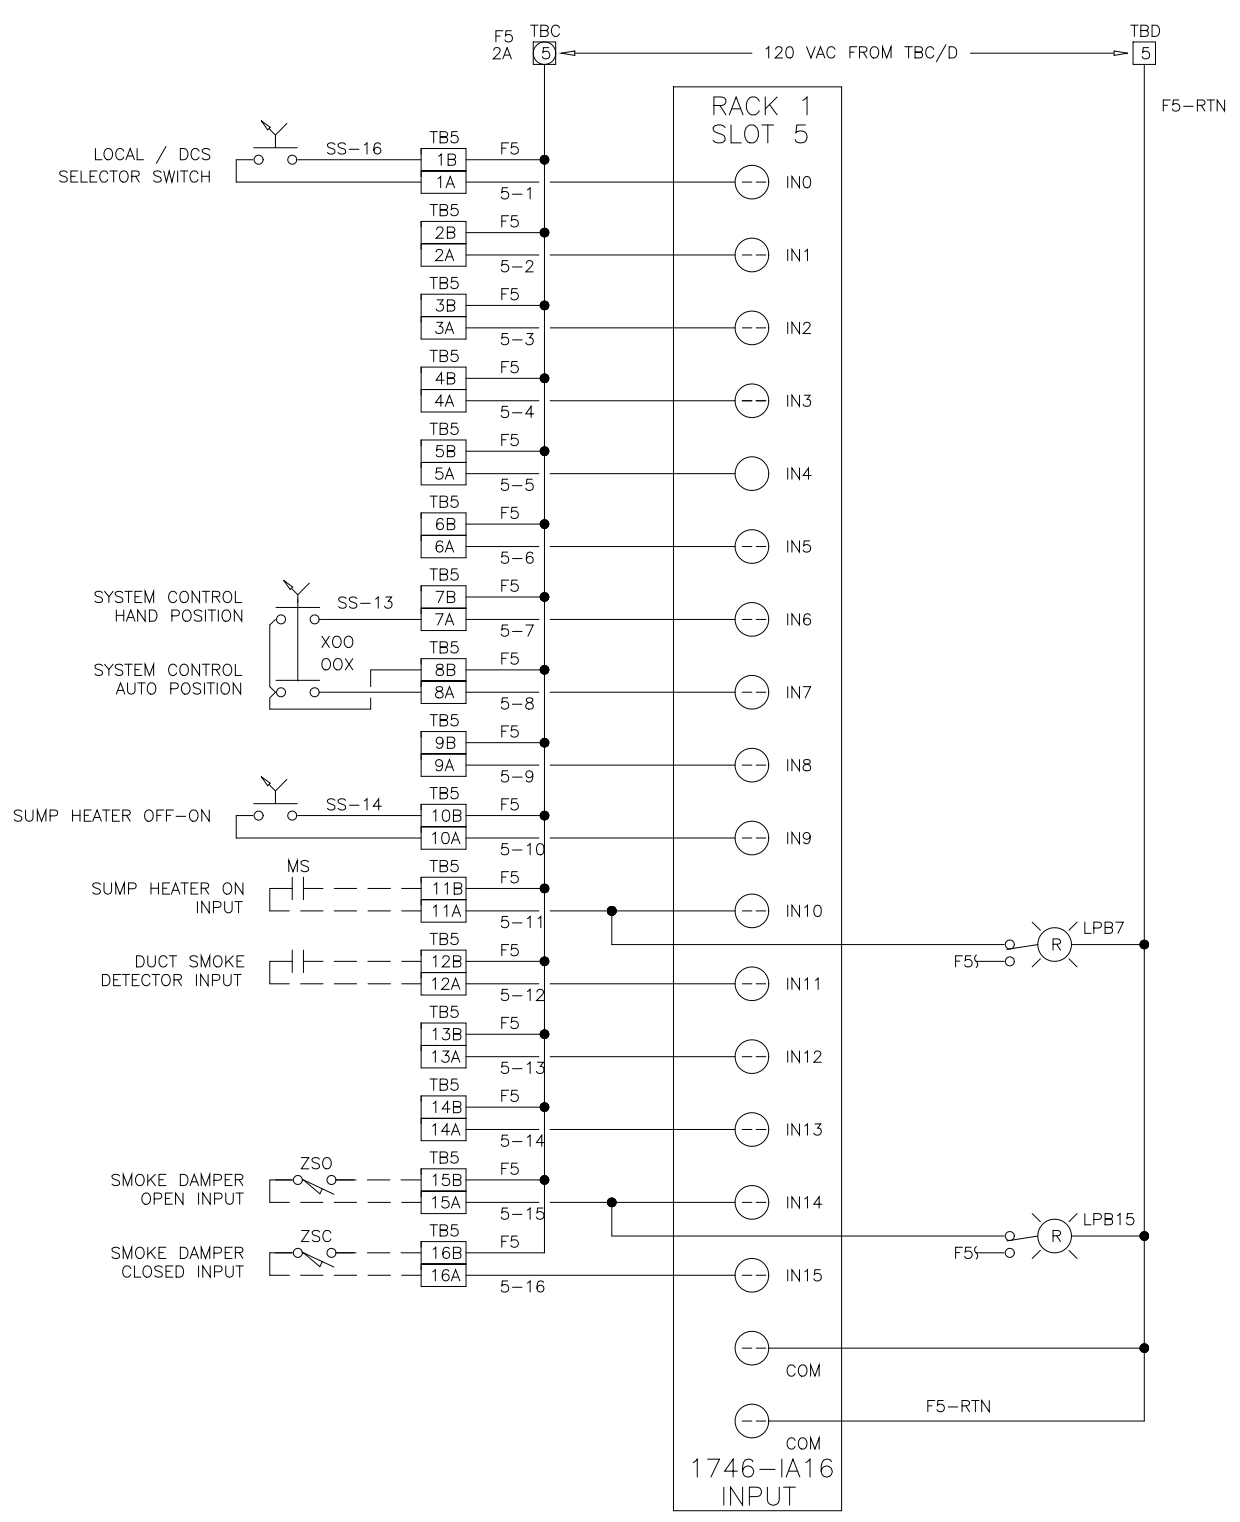 F5 TBC
2A 5
120 VAC FROM TBC/D
TBD
5
F5-RTN
RACK 1
SLOT 5
LOCAL / DCS
SELECTOR SWITCH
SS-16
TB5
1B F5
1A 5-1 -- IN0
TB5
2B F5
2A 5-2 -- IN1
TB5
3B F5
3A 5-3 -- IN2
TB5
4B F5
4A 5-4 -- IN3
TB5
5B F5
5A 5-5 IN4
TB5
6B F5
6A 5-6 -- IN5
SYSTEM CONTROL
HAND POSITION
SS-13
TB5
7B F5
7A 5-7 -- IN6
XOO
OOX
SYSTEM CONTROL
AUTO POSITION
TB5
8B F5
8A 5-8 -- IN7
TB5
9B F5
9A 5-9 -- IN8
SUMP HEATER OFF-ON
SS-14
TB5
10B F5
10A 5-10 -- IN9
SUMP HEATER ON
INPUT
MS
TB5
11B F5
11A 5-11 -- IN10
R LPB7
F5
DUCT SMOKE
DETECTOR INPUT
TB5
12B F5
12A 5-12 -- IN11
TB5
13B F5
13A 5-13 -- IN12
TB5
14B F5
14A 5-14 -- IN13
SMOKE DAMPER
OPEN INPUT
ZSO
TB5
15B F5
15A 5-15 -- IN14
R LPB15
F5
SMOKE DAMPER
CLOSED INPUT
ZSC
TB5
16B F5
16A 5-16 -- IN15
-- COM
-- COM
F5-RTN
1746-IA16
INPUT